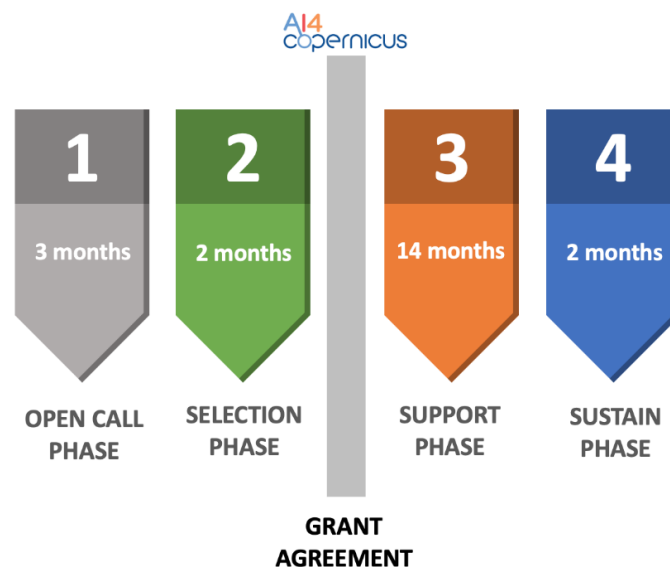 AI4
copernicus
1
3 months
OPEN CALL
PHASE
2
2 months
SELECTION
PHASE
GRANT
AGREEMENT
3
14 months
SUPPORT
PHASE
4
2 months
SUSTAIN
PHASE